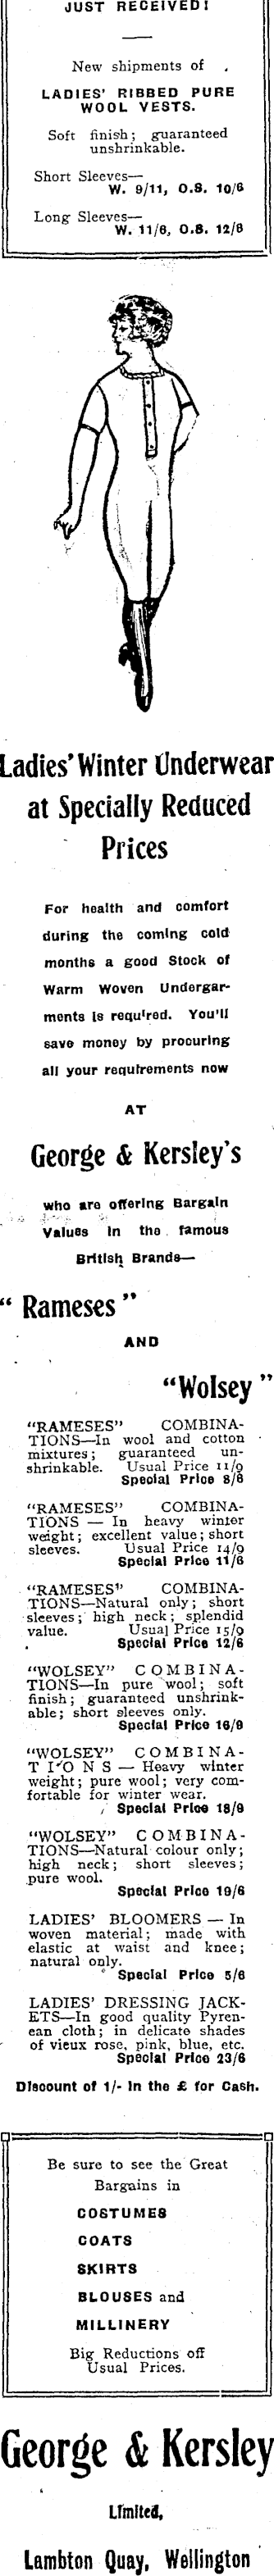 JUST RECEIVED!
New shipments of
LADIES' RIBBED PURE
WOOL VESTS.
Soft finish; guaranteed
unshrinkable.
Short Sleeves—
W. 9/11, O.S. 10/6
Long Sleeves—
W. 11/6, O.S. 12/6
Ladies' Winter Underwear
at Specially Reduced
Prices
For health and comfort
during the coming cold
months a good Stock of
Warm Woven Undergar-
ments is required. You'll
save money by procuring
all your requirements now
AT
George & Kersley's
who are offering Bargain
Values in the famous
British Brands—
"Rameses"
AND
"Wolsey"
"RAMESES" COMBINA-
TIONS—In wool and cotton
mixtures; guaranteed un-
shrinkable. Usual Price 11/9
Special Price 8/6
"RAMESES" COMBINA-
TIONS — In heavy winter
weight; excellent value; short
sleeves. Usual Price 14/9
Special Price 11/6
"RAMESES" COMBINA-
TIONS—Natural only; short
sleeves; high neck; splendid
value. Usual Price 15/9
Special Price 12/6
"WOLSEY" COMBINA-
TIONS—In pure wool; soft
finish; guaranteed unshrink-
able; short sleeves only.
Special Price 16/9
"WOLSEY" COMBINA-
TIONS — Heavy winter
weight; pure wool; very com-
fortable for winter wear.
Special Price 18/9
"WOLSEY" COMBINA-
TIONS—Natural colour only;
high neck; short sleeves;
pure wool.
Special Price 19/6
LADIES' BLOOMERS — In
woven material; made with
elastic at waist and knee;
natural only.
Special Price 5/6
LADIES' DRESSING JACK-
ETS—In good quality Pyren-
ean cloth; in delicate shades
of vieux rose, pink, blue, etc.
Special Price 23/6
Discount of 1/- in the £ for Cash.
Be sure to see the Great
Bargains in
COSTUMES
COATS
SKIRTS
BLOUSES and
MILLINERY
Big Reductions off
Usual Prices.
George & Kersley
Limited,
Lambton Quay, Wellington